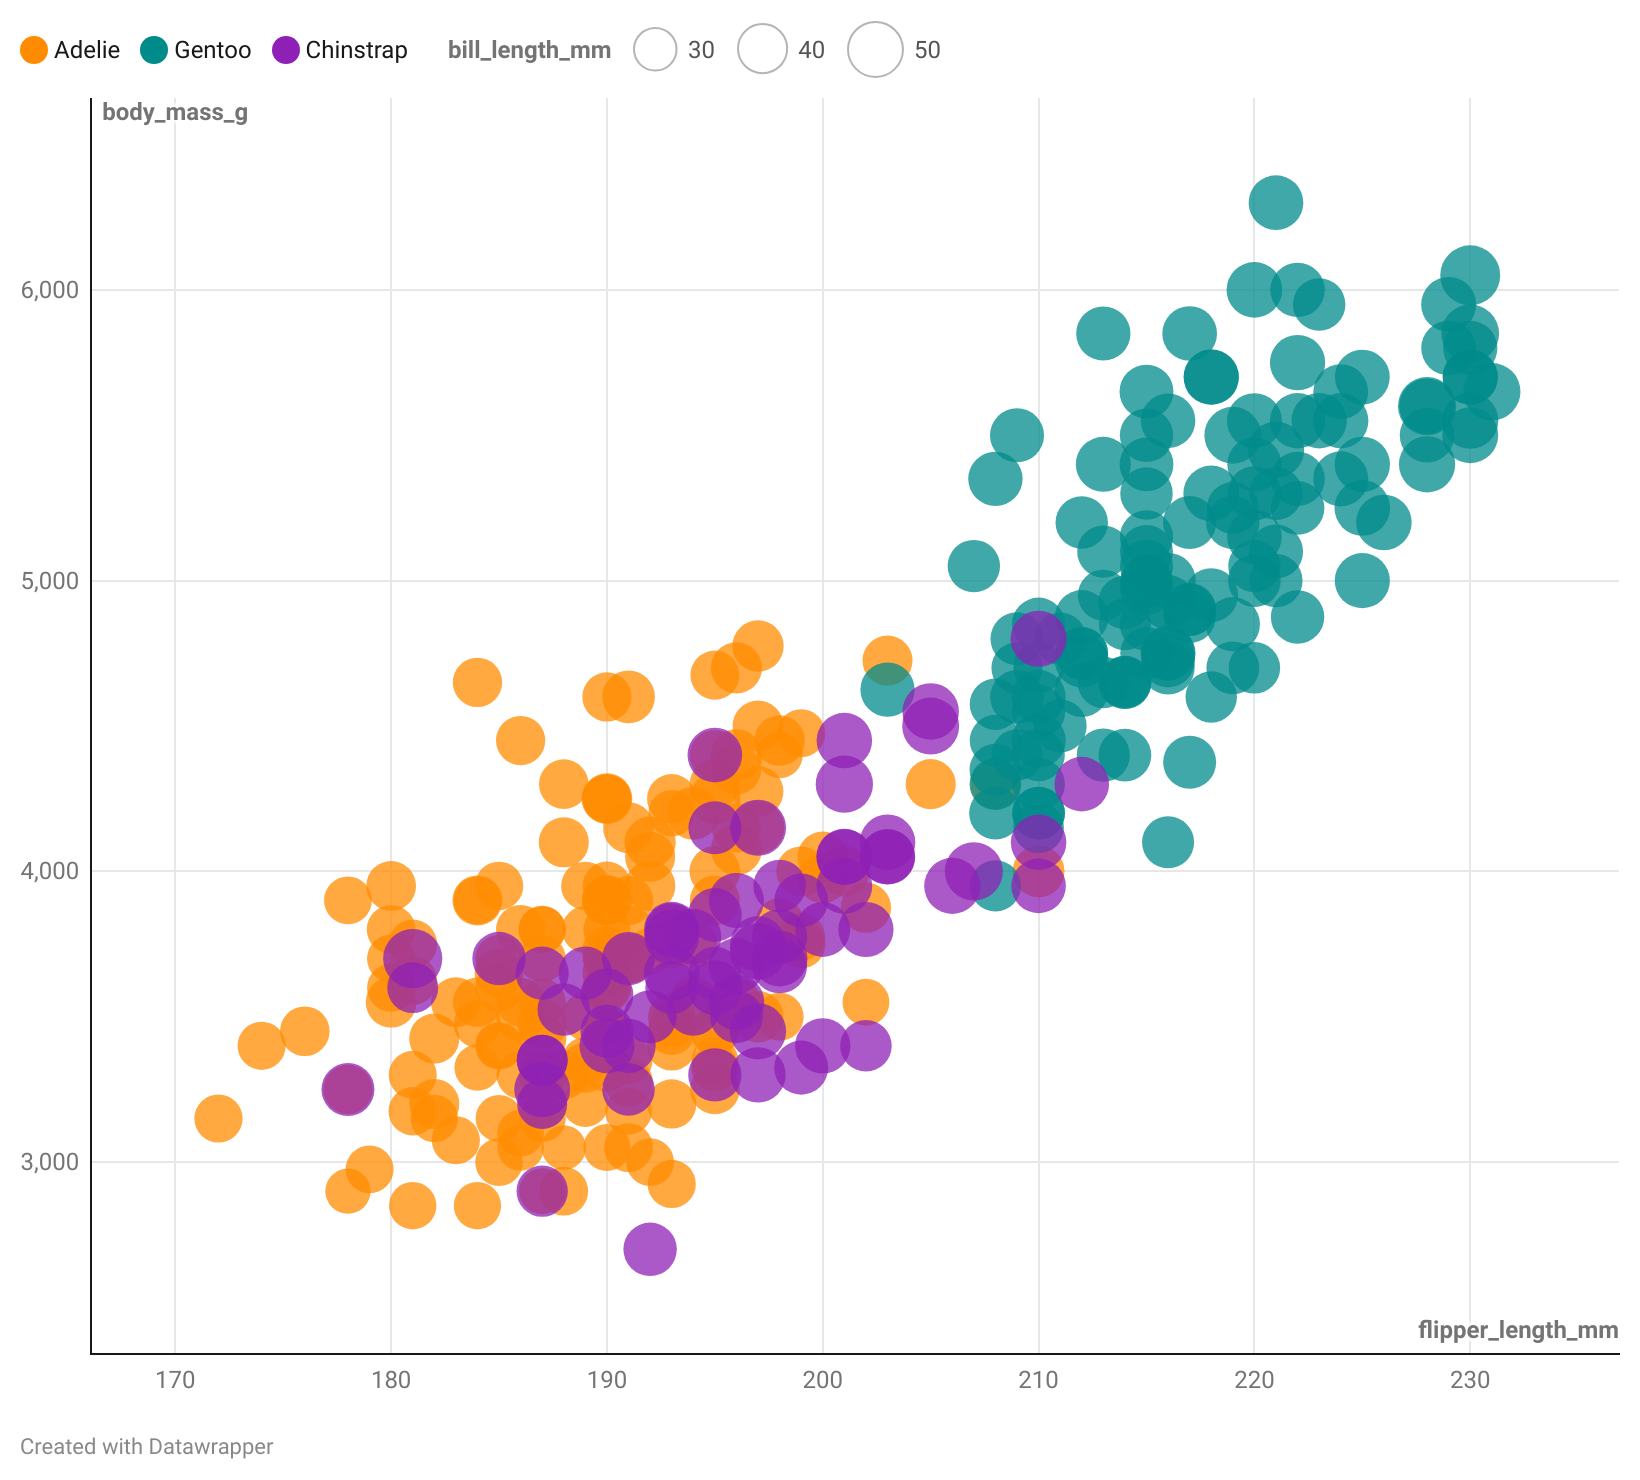 Adelie Gentoo Chinstrap bill_length_mm 30 40 50
body_mass_g
6,000
5,000
4,000
3,000
flipper_length_mm
170 180 190 200 210 220 230
Created with Datawrapper